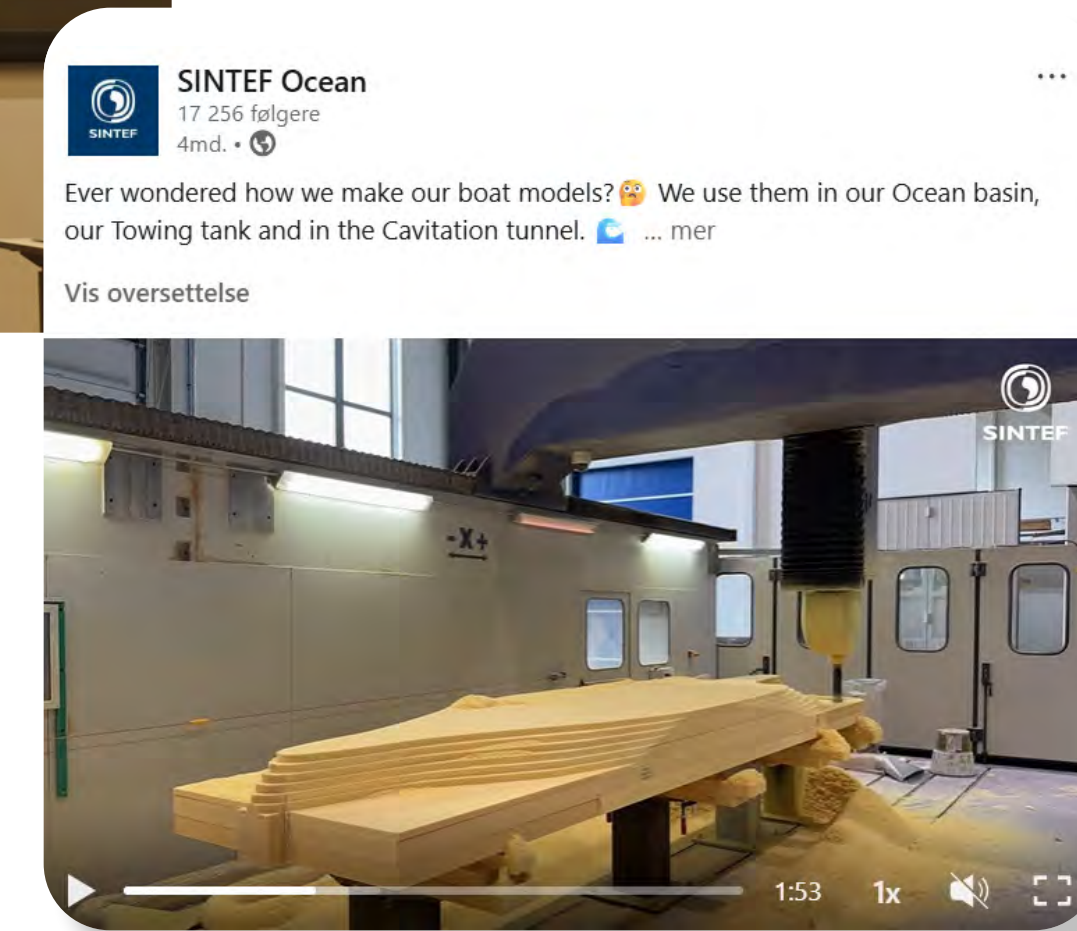 SINTEF Ocean
SINTEF
17 256 følgere
4md. •
Ever wondered how we make our boat models? We use them in our Ocean basin,
our Towing tank and in the Cavitation tunnel. ... mer
Vis oversettelse
SINTEF
-X+
1:53 1x